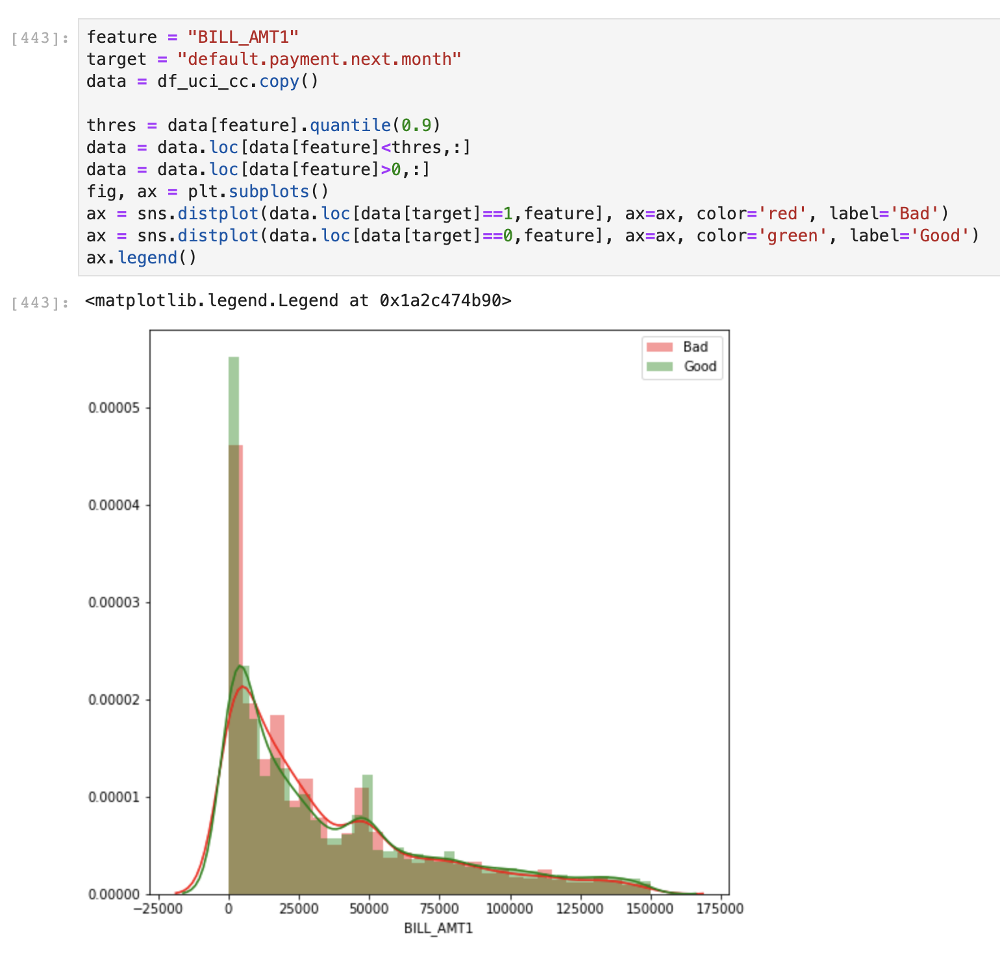 [443]: feature = "BILL_AMT1"
target = "default.payment.next.month"
data = df_uci_cc.copy()
thres = data[feature].quantile(0.9)
data = data.loc[data[feature]<thres,:]
data = data.loc[data[feature]>0,:]
fig, ax = plt.subplots()
ax = sns.distplot(data.loc[data[target]==1,feature], ax=ax, color='red', label='Bad')
ax = sns.distplot(data.loc[data[target]==0,feature], ax=ax, color='green', label='Good')
ax.legend()
[443]: <matplotlib.legend.Legend at 0x1a2c474b90>
Bad
Good
0.00005
0.00004
0.00003
0.00002
0.00001
0.00000
−25000 0 25000 50000 75000 100000 125000 150000 175000
BILL_AMT1